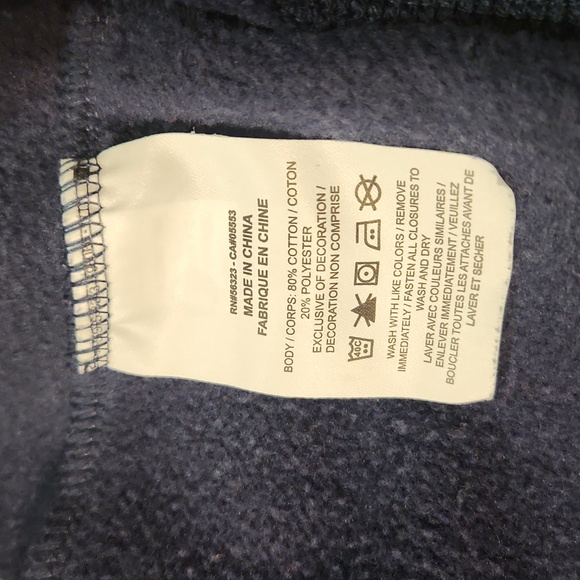 RN#56323 - CA#05553
MADE IN CHINA
FABRIQUE EN CHINE
BODY / CORPS: 80% COTTON / COTON
20% POLYESTER
EXCLUSIVE OF DECORATION /
DECORATION NON COMPRISE
40C
WASH WITH LIKE COLORS / REMOVE
IMMEDIATELY / FASTEN ALL CLOSURES TO
WASH AND DRY
LAVER AVEC COULEURS SIMILAIRES /
ENLEVER IMMEDIATEMENT / VEUILLEZ
BOUCLER TOUTES LES ATTACHES AVANT DE
LAVER ET SECHER